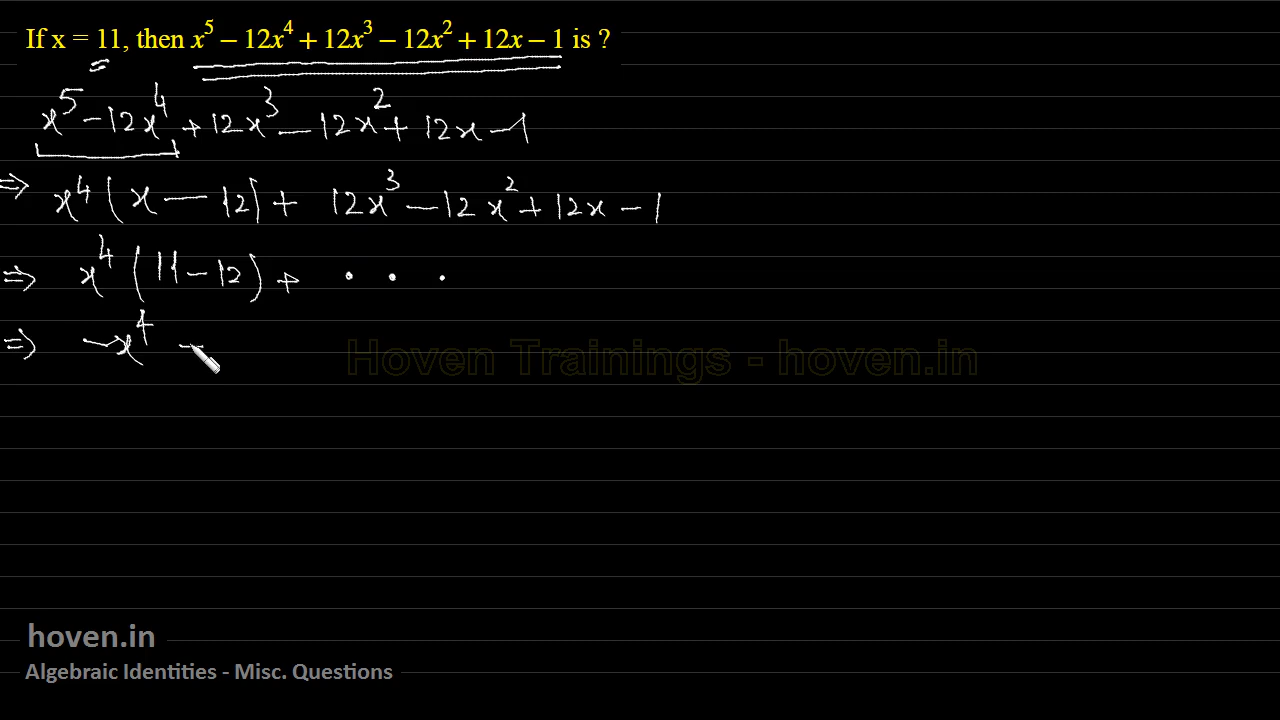 If x = 11, then x⁵ − 12x⁴ + 12x³ − 12x² + 12x − 1 is ?
x⁵ − 12x⁴ + 12x³ − 12x² + 12x − 1
⇒ x⁴ (x − 12) + 12x³ − 12x² + 12x − 1
⇒ x⁴ (11 − 12) + . . .
⇒ −x⁴ −
Hoven Trainings - hoven.in
hoven.in
Algebraic Identities - Misc. Questions